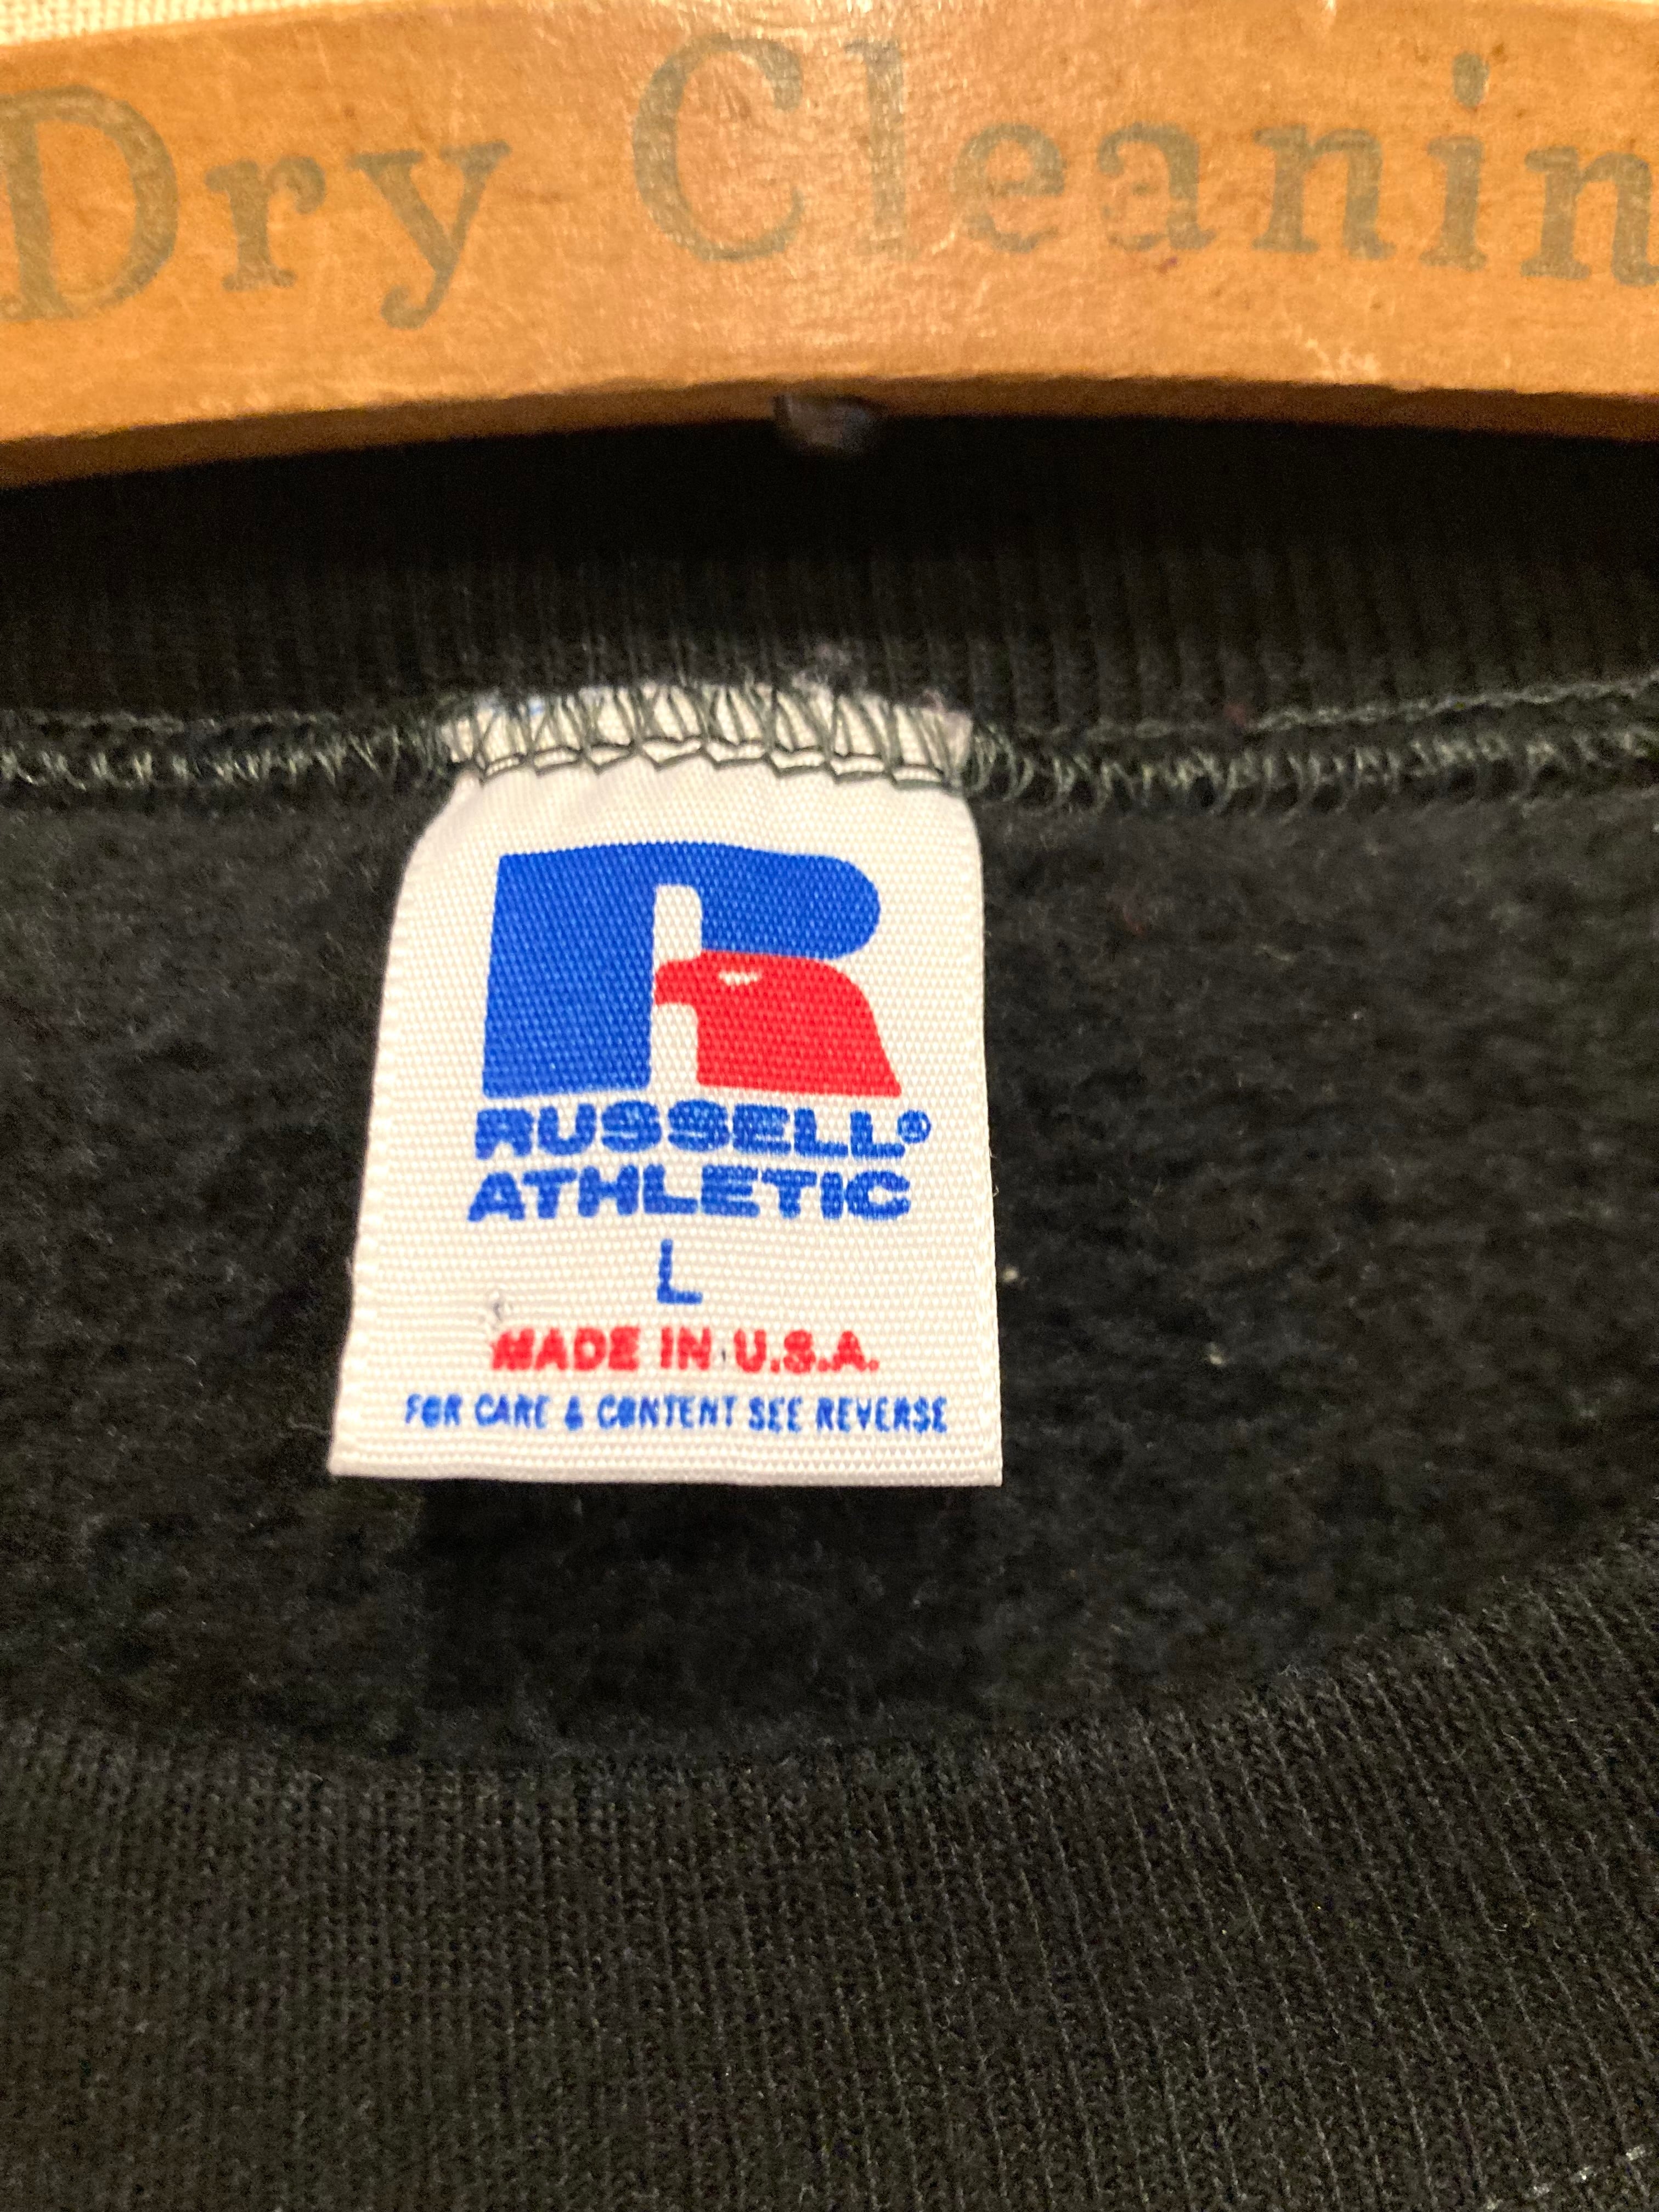 Dry Cleanin
RUSSELL®
ATHLETIC
L
MADE IN U.S.A.
FOR CARE & CONTENT SEE REVERSE